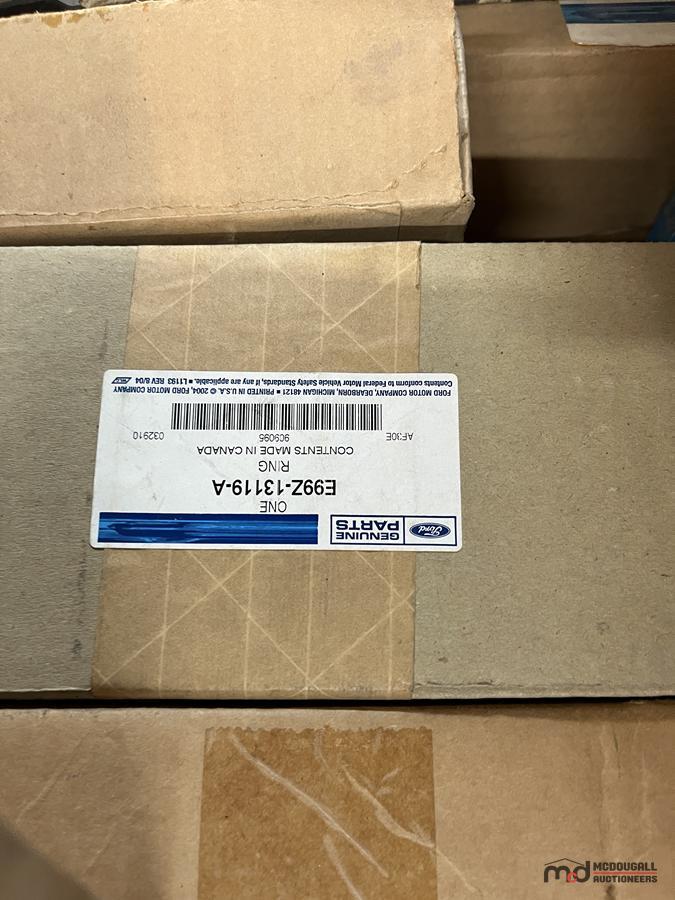 Ford
GENUINE
PARTS
ONE
E99Z-13119-A
RING
CONTENTS MADE IN CANADA
AF30E 909095 032910
FORD MOTOR COMPANY, DEARBORN, MICHIGAN 48121 ■ PRINTED IN U.S.A. © 2004, FORD MOTOR COMPANY
Contents conform to Federal Motor Vehicle Safety Standards, if any are applicable. ■ L1193 REV 8/04
md MCDOUGALL
AUCTIONEERS